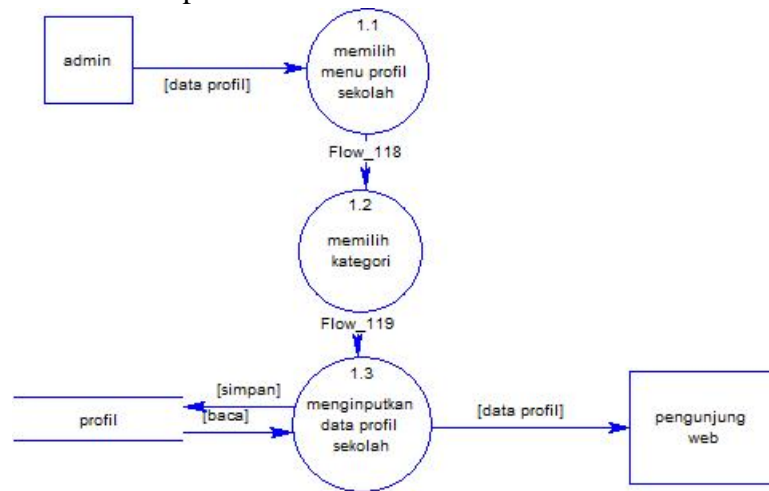 1.1
admin
memilih
menu profil
sekolah
[data profil]
Flow_118
1.2
memilih
kategori
Flow_119
1.3
[simpan]
menginputkan
data profil
sekolah
[data profil]
[baca]
profil
pengunjung
web